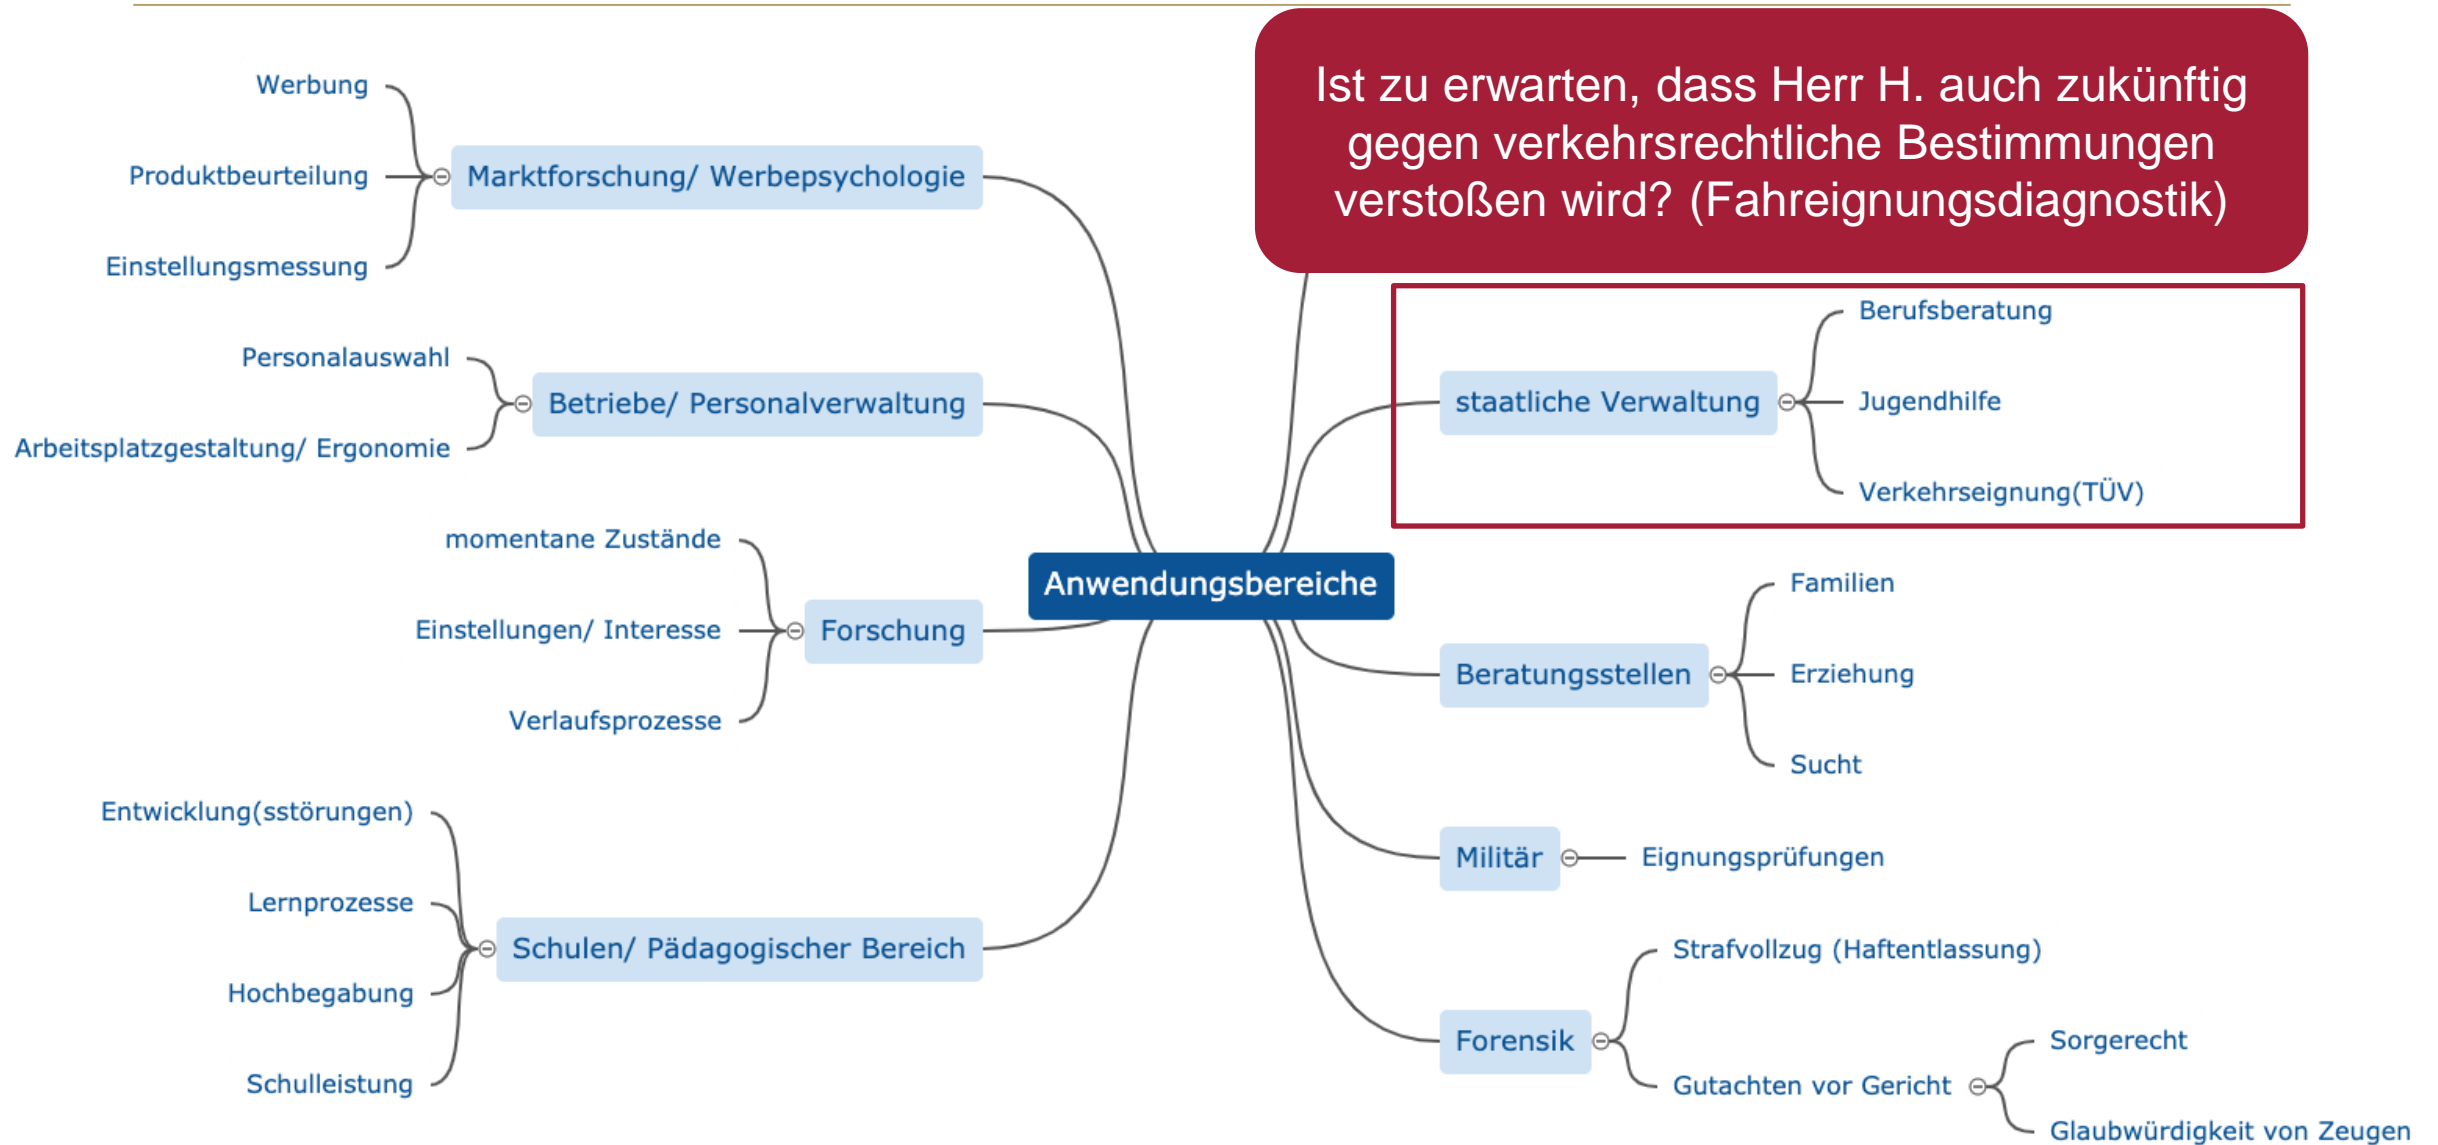 Ist zu erwarten, dass Herr H. auch zukünftig
gegen verkehrsrechtliche Bestimmungen
verstoßen wird? (Fahreignungsdiagnostik)
Anwendungsbereiche
Marktforschung/ Werbepsychologie
Werbung
Produktbeurteilung
Einstellungsmessung
Betriebe/ Personalverwaltung
Personalauswahl
Arbeitsplatzgestaltung/ Ergonomie
Forschung
momentane Zustände
Einstellungen/ Interesse
Verlaufsprozesse
Schulen/ Pädagogischer Bereich
Entwicklung(sstörungen)
Lernprozesse
Hochbegabung
Schulleistung
staatliche Verwaltung
Berufsberatung
Jugendhilfe
Verkehrseignung(TÜV)
Beratungsstellen
Familien
Erziehung
Sucht
Militär
Eignungsprüfungen
Forensik
Strafvollzug (Haftentlassung)
Gutachten vor Gericht
Sorgerecht
Glaubwürdigkeit von Zeugen